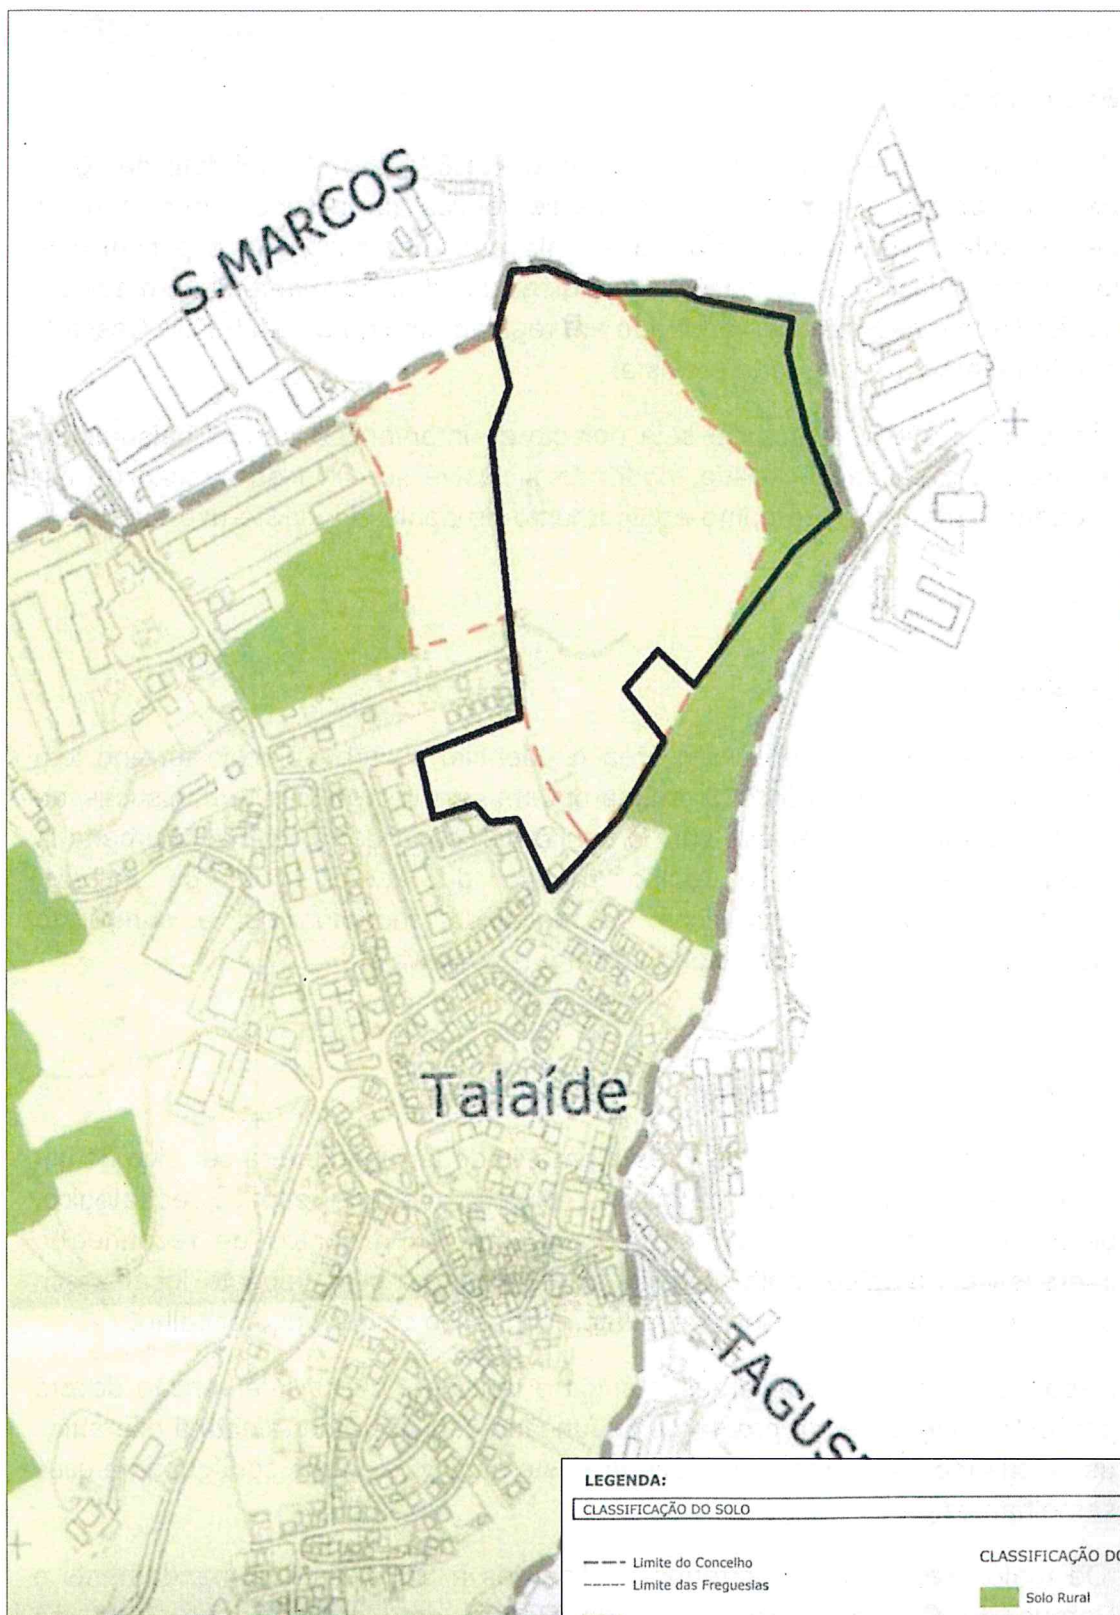 S.MARCOS
Talaíde
TAGUS
LEGENDA:
CLASSIFICAÇÃO DO SOLO
Limite do Concelho
Limite das Freguesias
CLASSIFICAÇÃO DO
Solo Rural